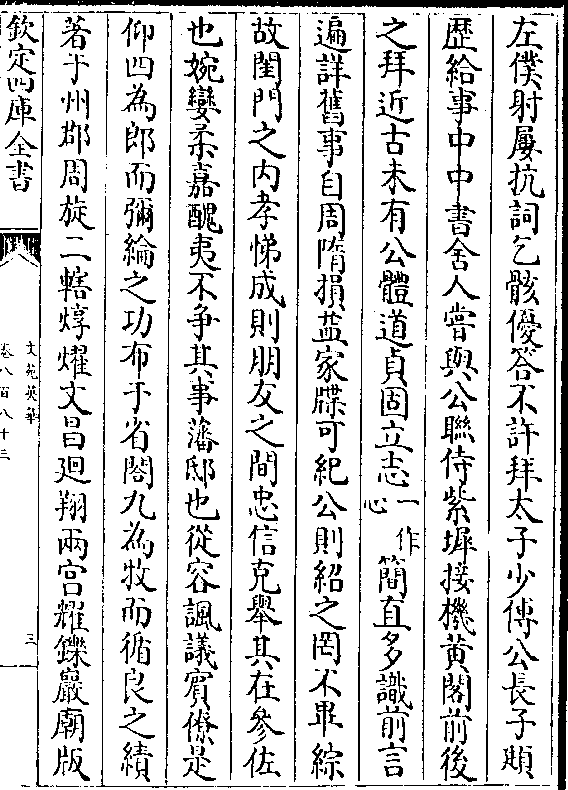 左僕射屢抗詞乞骸優答不許拜太子少傅公長子頲
歴給事中中書舍人嘗與公聯侍紫墀接機黄閣前後
之拜近古未有公體道貞固立志一作心簡直多識前言
遍詳舊事自周隋損益家牒可紀公則紹之罔不畢綜
故閨門之内孝悌成則朋友之間忠信克舉其在參佐
也婉孌柔嘉醜夷不争其事藩邸也從容諷議賓僚是
仰四為郎而彌綸之功布于省閣九為牧而循良之績
著于州郡周旋二轄焞燿文昌廻翔兩宫耀鑠巖廟版
欽定四庫全書
文苑英華
卷八百八十三
三